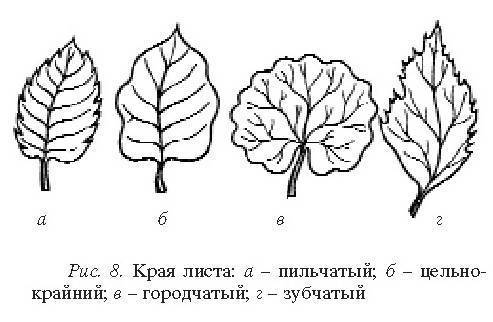 а б в г
Рис. 8. Края листа: а – пильчатый; б – цельно-
крайний; в – городчатый; г – зубчатый